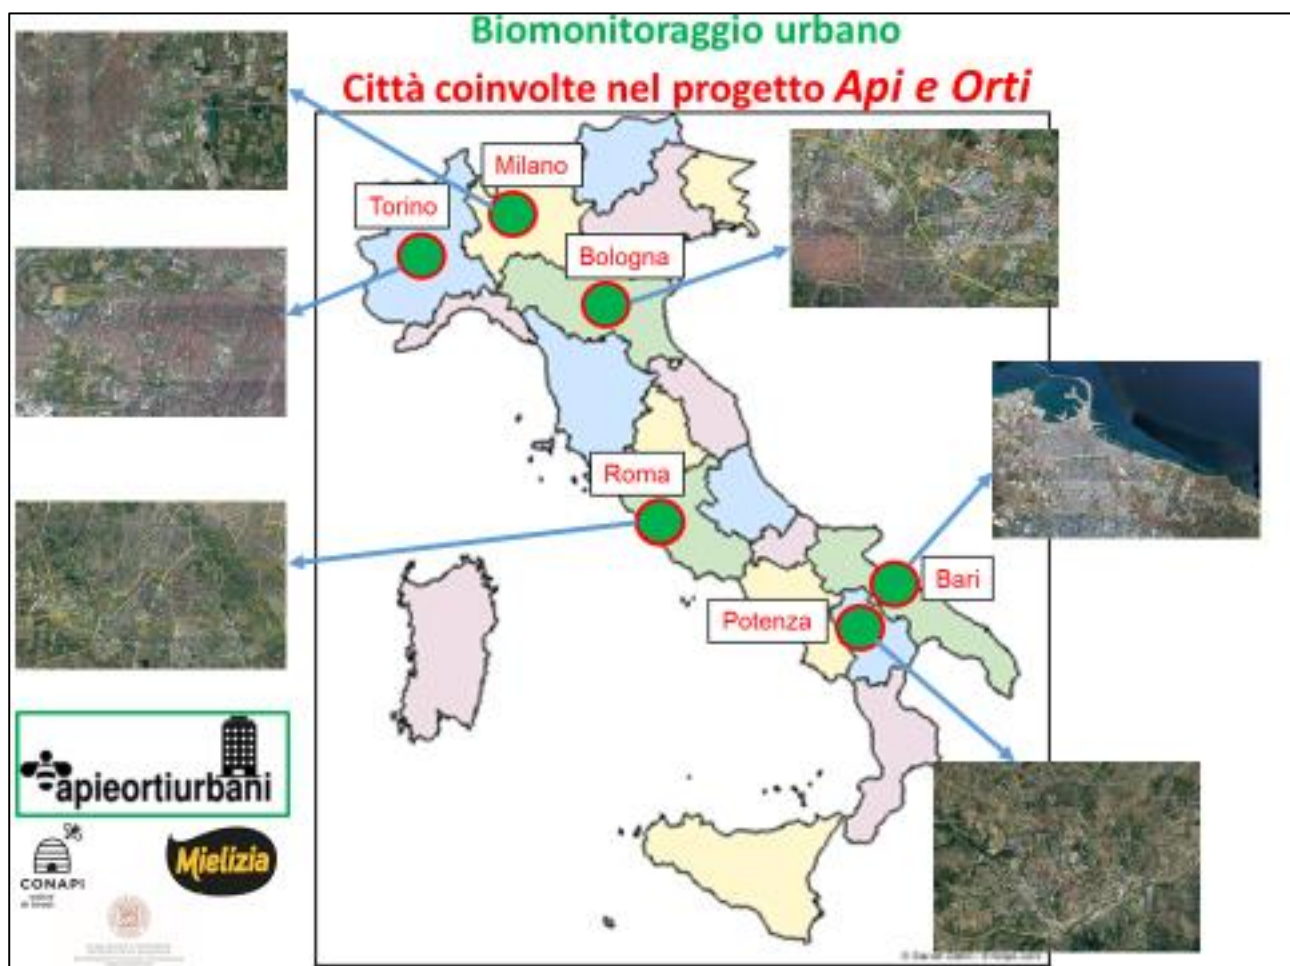 Biomonitoraggio urbano
Città coinvolte nel progetto Api e Orti
Milano
Torino
Bologna
Roma
Bari
Potenza
apieortiurbani
CONAPI
Mielizia